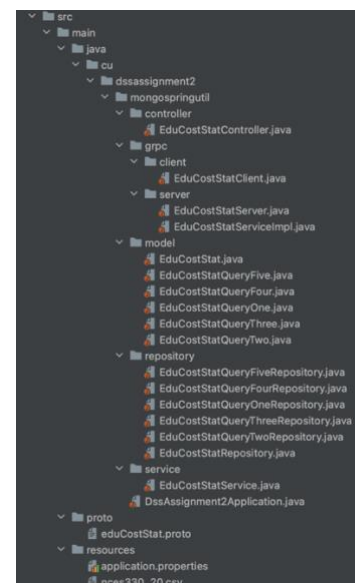 src
main
java
cu
dssassignment2
mongospringutil
controller
EduCostStatController.java
grpc
client
EduCostStatClient.java
server
EduCostStatServer.java
EduCostStatServiceImpl.java
model
EduCostStat.java
EduCostStatQueryFive.java
EduCostStatQueryFour.java
EduCostStatQueryOne.java
EduCostStatQueryThree.java
EduCostStatQueryTwo.java
repository
EduCostStatQueryFiveRepository.java
EduCostStatQueryFourRepository.java
EduCostStatQueryOneRepository.java
EduCostStatQueryThreeRepository.java
EduCostStatQueryTwoRepository.java
EduCostStatRepository.java
service
EduCostStatService.java
DssAssignment2Application.java
proto
eduCostStat.proto
resources
application.properties
nces330_20.csv